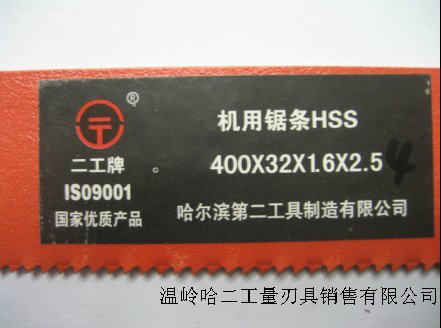 ®
二工牌
IS09001
国家优质产品
机用锯条HSS
400X32X1.6X2.5
4
哈尔滨第二工具制造有限公司
温岭哈二工量刃具销售有限公司